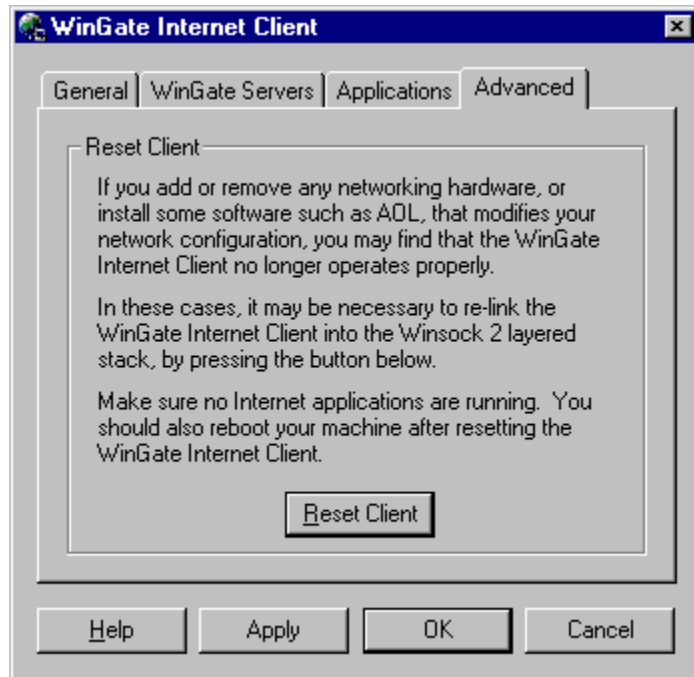 WinGate Internet Client
General
WinGate Servers
Applications
Advanced
Reset Client
If you add or remove any networking hardware, or
install some software such as AOL, that modifies your
network configuration, you may find that the WinGate
Internet Client no longer operates properly.
In these cases, it may be necessary to re-link the
WinGate Internet Client into the Winsock 2 layered
stack, by pressing the button below.
Make sure no Internet applications are running.  You
should also reboot your machine after resetting the
WinGate Internet Client.
Reset Client
Help
Apply
OK
Cancel